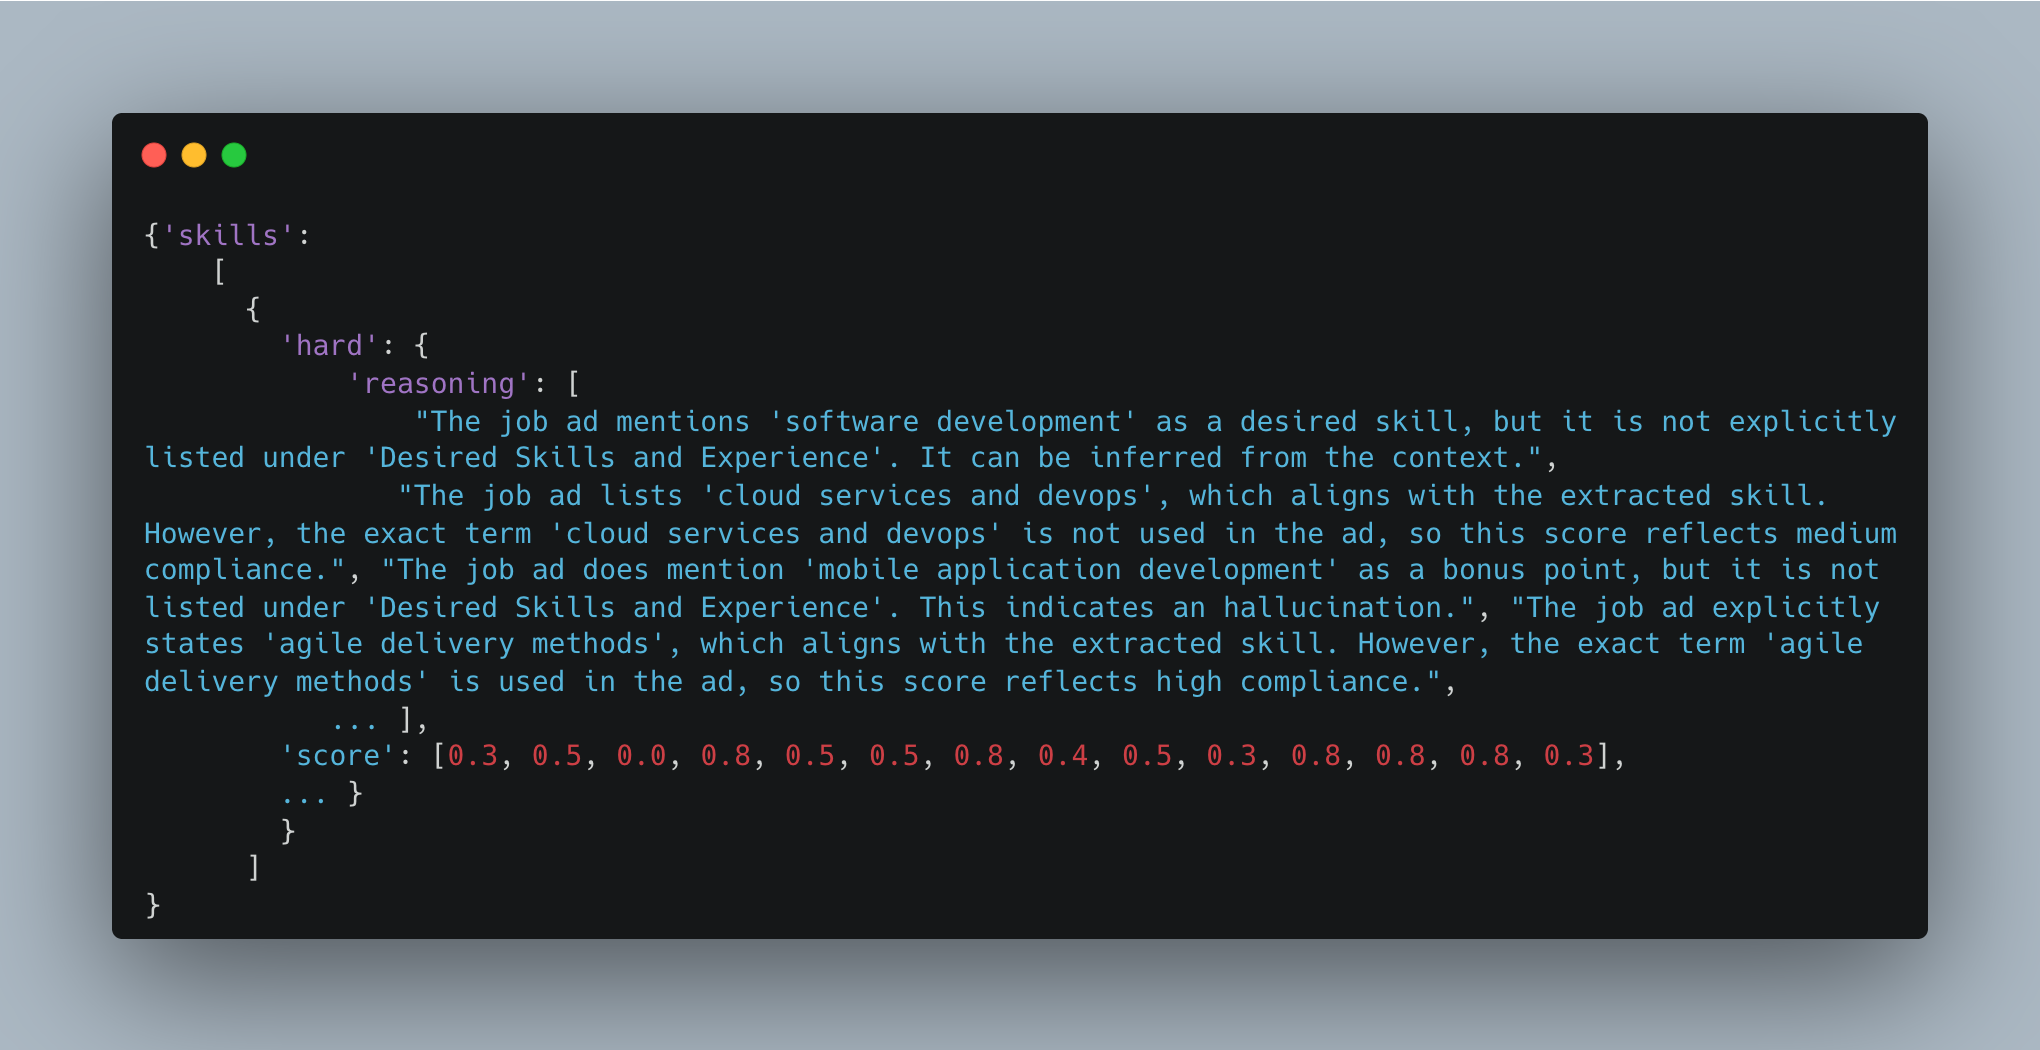 {'skills':
    [
      {
        'hard': {
            'reasoning': [
                "The job ad mentions 'software development' as a desired skill, but it is not explicitly
listed under 'Desired Skills and Experience'. It can be inferred from the context.",
               "The job ad lists 'cloud services and devops', which aligns with the extracted skill.
However, the exact term 'cloud services and devops' is not used in the ad, so this score reflects medium
compliance.", "The job ad does mention 'mobile application development' as a bonus point, but it is not
listed under 'Desired Skills and Experience'. This indicates an hallucination.", "The job ad explicitly
states 'agile delivery methods', which aligns with the extracted skill. However, the exact term 'agile
delivery methods' is used in the ad, so this score reflects high compliance.",
           ... ],
        'score': [0.3, 0.5, 0.0, 0.8, 0.5, 0.5, 0.8, 0.4, 0.5, 0.3, 0.8, 0.8, 0.8, 0.3],
        ... }
        }
      ]
}